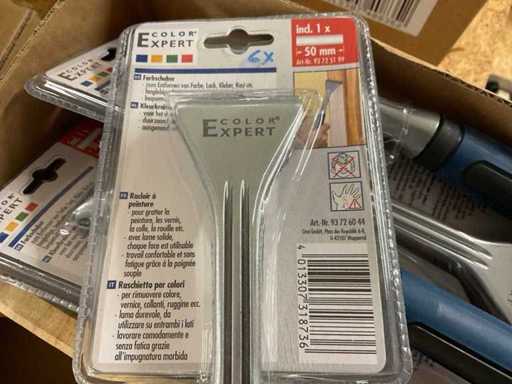 COLOR
EXPERT
6x
incl. 1 x
50 mm
Art-Nr. 93 72 51 99
Farbschaber
- zum Entfernen von Farbe, Lack, Kleber, Rost etc.
COLOR
EXPERT
Racloir à
peinture
- pour gratter la
peinture, les vernis,
la colle, la rouille etc.
- avec lame solide,
chaque face est utilisable
- travail confortable et sans
fatigue grâce à la poignée
souple
Raschietto per colori
- per rimuovere colore,
vernice, collanti, ruggine ecc.
- lama durevole, da
utilizzare su entrambi i lati
- lavorare comodamente e
senza fatica grazie
all'impugnatura morbida
Art. Nr. 93 72 60 44
4 013307 318736